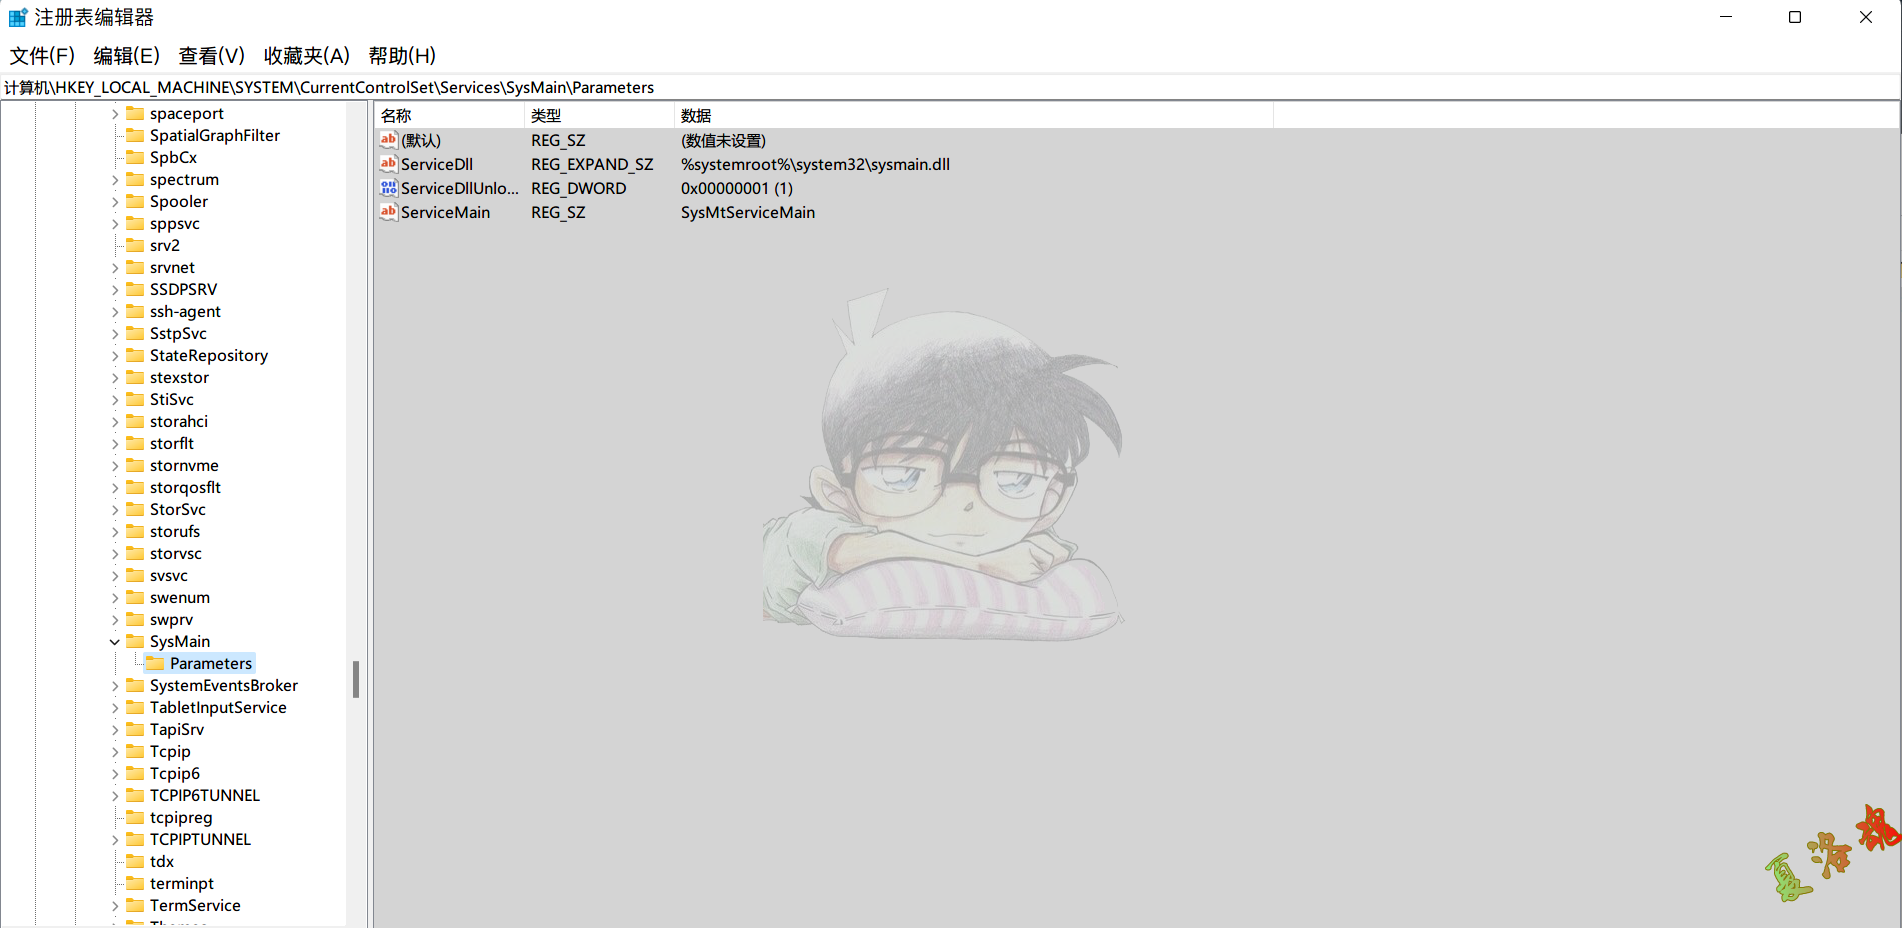 注册表编辑器
文件(F) 编辑(E) 查看(V) 收藏夹(A) 帮助(H)
计算机\HKEY_LOCAL_MACHINE\SYSTEM\CurrentControlSet\Services\SysMain\Parameters
spaceport
SpatialGraphFilter
SpbCx
spectrum
Spooler
sppsvc
srv2
srvnet
SSDPSRV
ssh-agent
SstpSvc
StateRepository
stexstor
StiSvc
storahci
storflt
stornvme
storqosflt
StorSvc
storufs
storvsc
svsvc
swenum
swprv
SysMain
Parameters
SystemEventsBroker
TabletInputService
TapiSrv
Tcpip
Tcpip6
TCPIP6TUNNEL
tcpipreg
TCPIPTUNNEL
tdx
terminpt
TermService
名称 类型 数据
(默认) REG_SZ (数值未设置)
ServiceDll REG_EXPAND_SZ %systemroot%\system32\sysmain.dll
ServiceDllUnlo... REG_DWORD 0x00000001 (1)
ServiceMain REG_SZ SysMtServiceMain